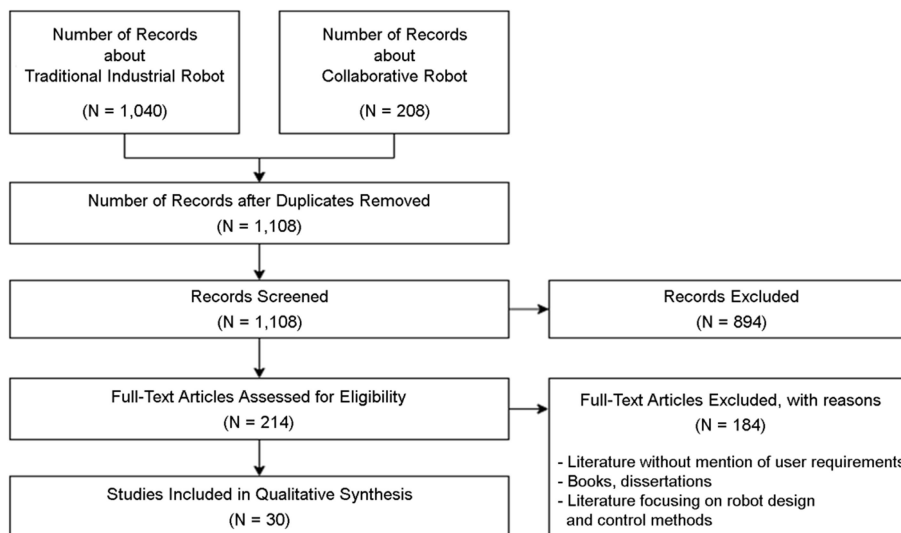 Number of Records
about
Traditional Industrial Robot
(N = 1,040)
Number of Records
about
Collaborative Robot
(N = 208)
Number of Records after Duplicates Removed
(N = 1,108)
Records Screened
(N = 1,108)
Records Excluded
(N = 894)
Full-Text Articles Assessed for Eligibility
(N = 214)
Full-Text Articles Excluded, with reasons
(N = 184)
- Literature without mention of user requirements
- Books, dissertations
- Literature focusing on robot design
and control methods
Studies Included in Qualitative Synthesis
(N = 30)